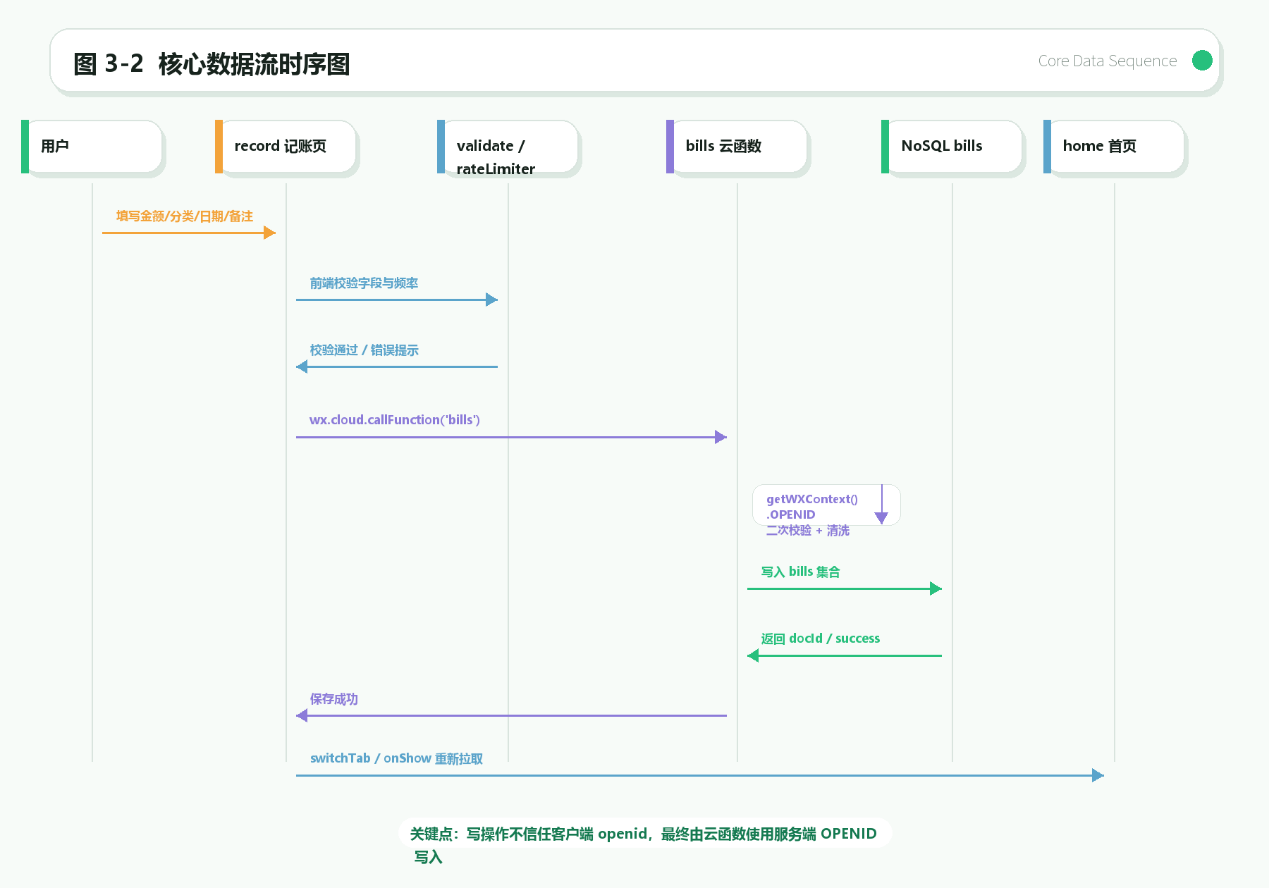 图 3-2 核心数据流时序图
Core Data Sequence
用户
record 记账页
validate /
rateLimiter
bills 云函数
NoSQL bills
home 首页
填写金额/分类/日期/备注
前端校验字段与频率
校验通过 / 错误提示
wx.cloud.callFunction('bills')
getWXContext()
.OPENID
二次校验 + 清洗
写入 bills 集合
返回 docId / success
保存成功
switchTab / onShow 重新拉取
关键点：写操作不信任客户端 openid，最终由云函数使用服务端 OPENID
写入